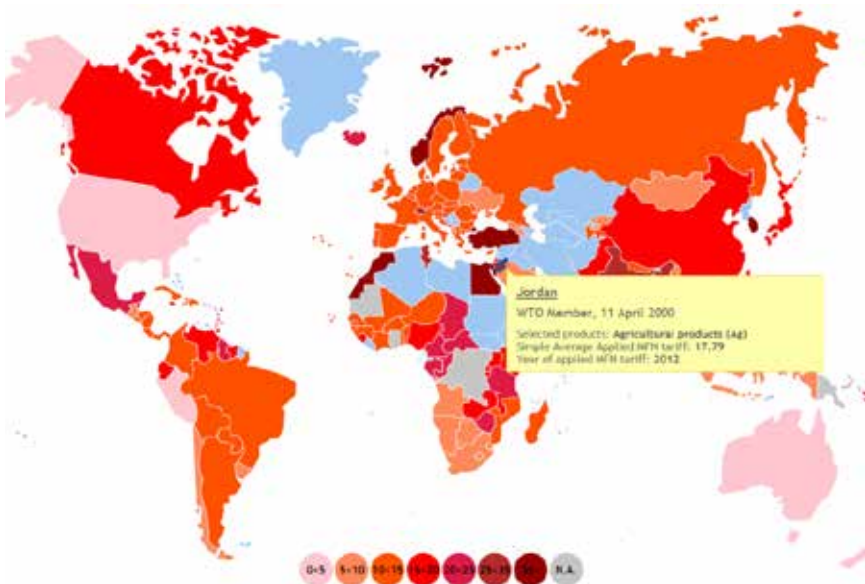 Jordan
WTO Member, 11 April 2000
Selected products: Agricultural products (Ag)
Simple Average Applied MFN tariff: 17.79
Year of applied MFN tariff: 2012
0<5 5<10 10<15 15<20 20<25 25<35 N.A.